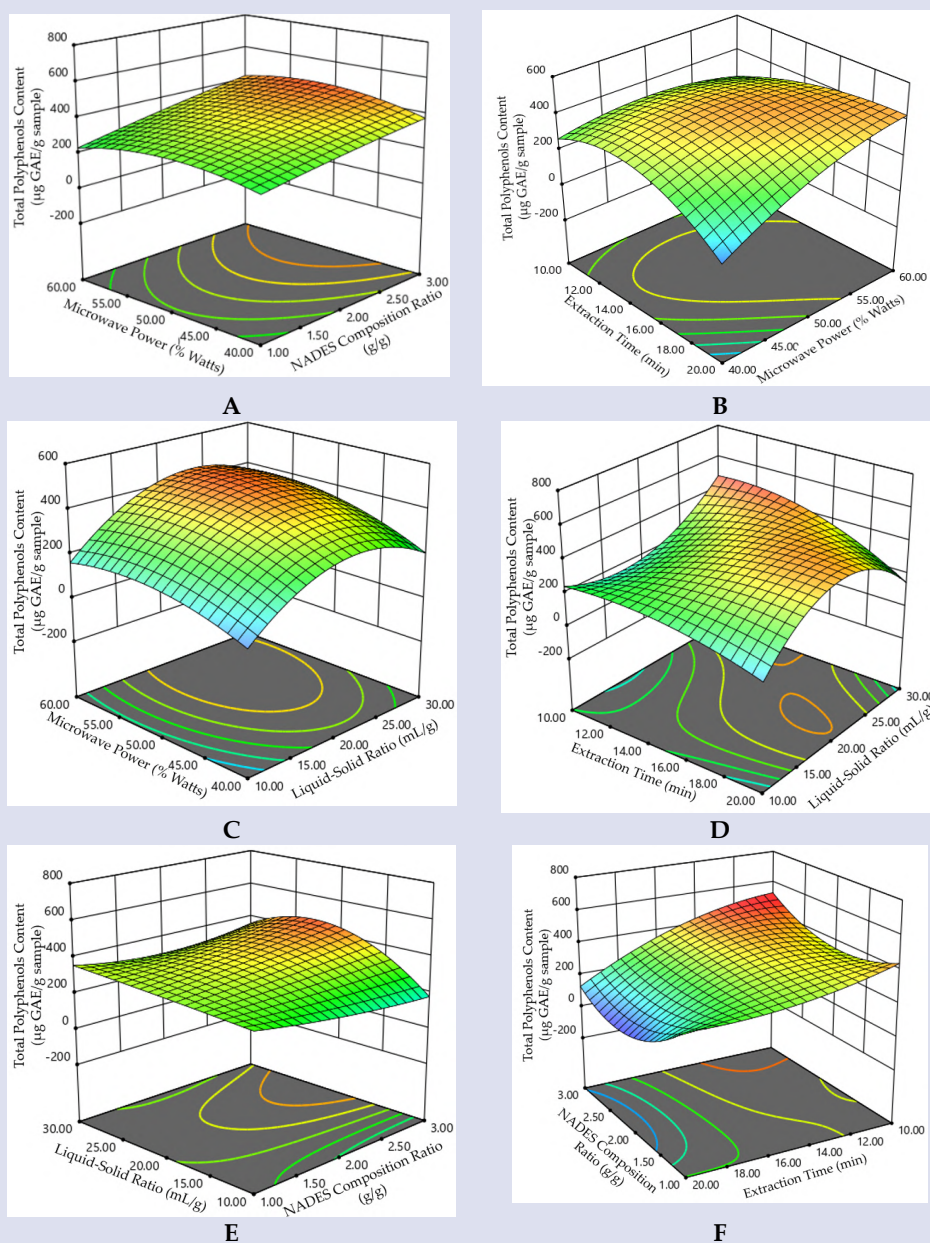 800
600
400
200
0
-200
Total Polyphenols Content
(µg GAE/g sample)
60.00
55.00
50.00
45.00
40.00
Microwave Power (% Watts)
1.00
1.50
2.00
2.50
3.00
NADES Composition Ratio
(g/g)
A
600
400
200
0
-200
Total Polyphenols Content
(µg GAE/g sample)
10.00
12.00
14.00
16.00
18.00
20.00
Extraction Time (min)
40.00
45.00
50.00
55.00
60.00
Microwave Power (% Watts)
B
600
400
200
0
-200
Total Polyphenols Content
(µg GAE/g sample)
60.00
55.00
50.00
45.00
40.00
Microwave Power (% Watts)
10.00
15.00
20.00
25.00
30.00
Liquid-Solid Ratio (mL/g)
C
800
600
400
200
0
-200
Total Polyphenols Content
(µg GAE/g sample)
10.00
12.00
14.00
16.00
18.00
20.00
Extraction Time (min)
10.00
15.00
20.00
25.00
30.00
Liquid-Solid Ratio (mL/g)
D
800
600
400
200
0
-200
Total Polyphenols Content
(µg GAE/g sample)
30.00
25.00
20.00
15.00
10.00
Liquid-Solid Ratio (mL/g)
1.00
1.50
2.00
2.50
3.00
NADES Composition Ratio
(g/g)
E
800
600
400
200
0
-200
Total Polyphenols Content
(µg GAE/g sample)
3.00
2.50
2.00
1.50
1.00
NADES Composition
Ratio (g/g)
20.00
18.00
16.00
14.00
12.00
10.00
Extraction Time (min)
F